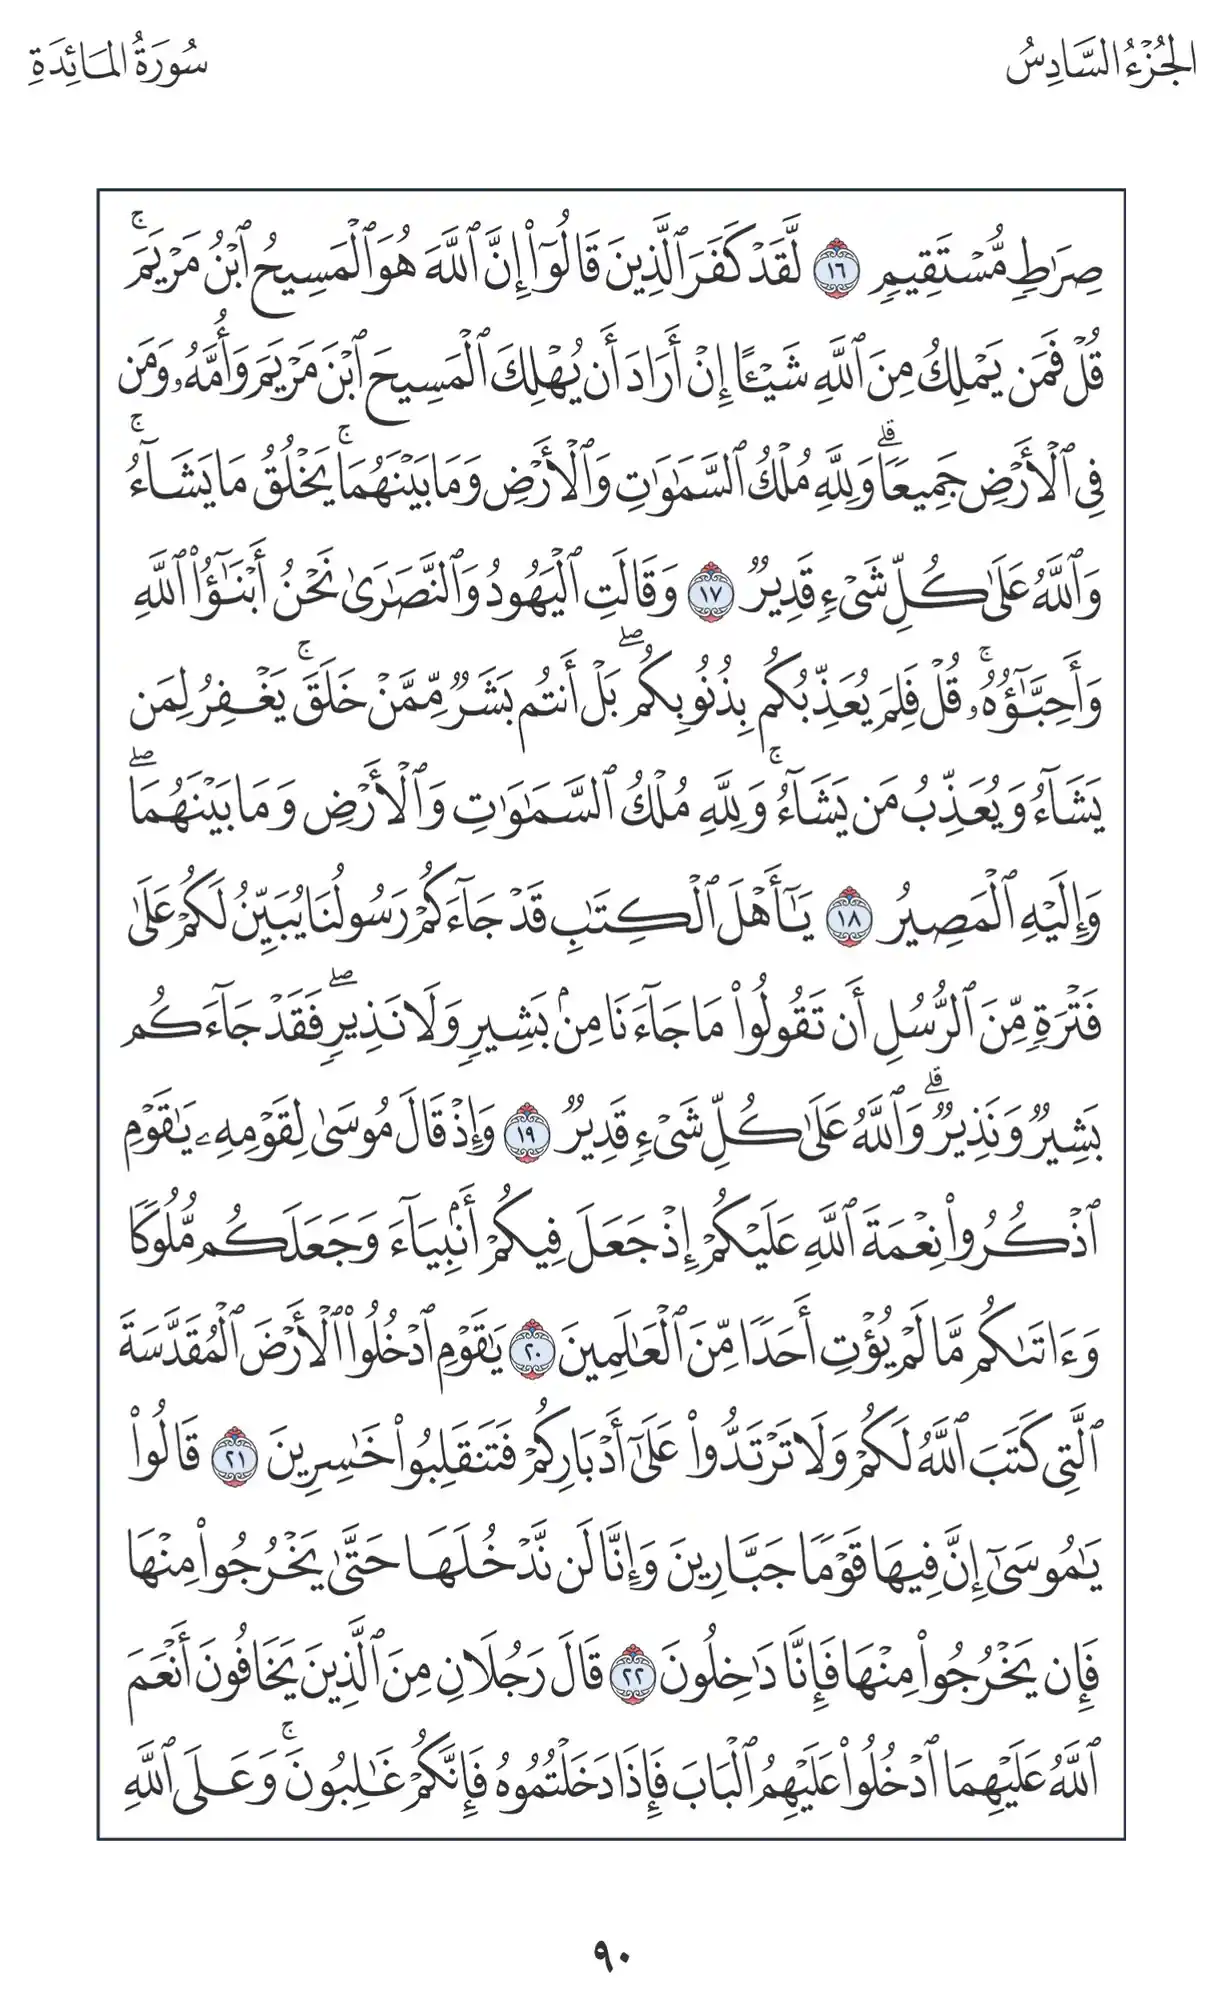 الجُزْءُ السَّادِسُ
سُورَةُ المَائِدَةِ
صِرَٰطٖ مُّسۡتَقِيمٖ ١٦ لَّقَدۡ كَفَرَ ٱلَّذِينَ قَالُوٓاْ إِنَّ ٱللَّهَ هُوَ ٱلۡمَسِيحُ ٱبۡنُ مَرۡيَمَۚ
قُلۡ فَمَن يَمۡلِكُ مِنَ ٱللَّهِ شَيۡـًٔا إِنۡ أَرَادَ أَن يُهۡلِكَ ٱلۡمَسِيحَ ٱبۡنَ مَرۡيَمَ وَأُمَّهُۥ وَمَن
فِي ٱلۡأَرۡضِ جَمِيعٗاۗ وَلِلَّهِ مُلۡكُ ٱلسَّمَٰوَٰتِ وَٱلۡأَرۡضِ وَمَا بَيۡنَهُمَاۚ يَخۡلُقُ مَا يَشَآءُۚ
وَٱللَّهُ عَلَىٰ كُلِّ شَيۡءٖ قَدِيرٞ ١٧ وَقَالَتِ ٱلۡيَهُودُ وَٱلنَّصَٰرَىٰ نَحۡنُ أَبۡنَٰٓؤُاْ ٱللَّهِ
وَأَحِبَّٰٓؤُهُۥۚ قُلۡ فَلِمَ يُعَذِّبُكُم بِذُنُوبِكُمۖ بَلۡ أَنتُم بَشَرٞ مِّمَّنۡ خَلَقَۚ يَغۡفِرُ لِمَن
يَشَآءُ وَيُعَذِّبُ مَن يَشَآءُۚ وَلِلَّهِ مُلۡكُ ٱلسَّمَٰوَٰتِ وَٱلۡأَرۡضِ وَمَا بَيۡنَهُمَاۖ
وَإِلَيۡهِ ٱلۡمَصِيرُ ١٨ يَٰٓأَهۡلَ ٱلۡكِتَٰبِ قَدۡ جَآءَكُمۡ رَسُولُنَا يُبَيِّنُ لَكُمۡ عَلَىٰ
فَتۡرَةٖ مِّنَ ٱلرُّسُلِ أَن تَقُولُواْ مَا جَآءَنَا مِنۢ بَشِيرٖ وَلَا نَذِيرٖۖ فَقَدۡ جَآءَكُم
بَشِيرٞ وَنَذِيرٞۗ وَٱللَّهُ عَلَىٰ كُلِّ شَيۡءٖ قَدِيرٞ ١٩ وَإِذۡ قَالَ مُوسَىٰ لِقَوۡمِهِۦ يَٰقَوۡمِ
ٱذۡكُرُواْ نِعۡمَةَ ٱللَّهِ عَلَيۡكُمۡ إِذۡ جَعَلَ فِيكُمۡ أَنۢبِيَآءَ وَجَعَلَكُم مُّلُوكٗا
وَءَاتَىٰكُم مَّا لَمۡ يُؤۡتِ أَحَدٗا مِّنَ ٱلۡعَٰلَمِينَ ٢٠ يَٰقَوۡمِ ٱدۡخُلُواْ ٱلۡأَرۡضَ ٱلۡمُقَدَّسَةَ
ٱلَّتِي كَتَبَ ٱللَّهُ لَكُمۡ وَلَا تَرۡتَدُّواْ عَلَىٰٓ أَدۡبَارِكُمۡ فَتَنقَلِبُواْ خَٰسِرِينَ ٢١ قَالُواْ
يَٰمُوسَىٰٓ إِنَّ فِيهَا قَوۡمٗا جَبَّارِينَ وَإِنَّا لَن نَّدۡخُلَهَا حَتَّىٰ يَخۡرُجُواْ مِنۡهَا
فَإِن يَخۡرُجُواْ مِنۡهَا فَإِنَّا دَٰخِلُونَ ٢٢ قَالَ رَجُلَانِ مِنَ ٱلَّذِينَ يَخَافُونَ أَنۡعَمَ
ٱللَّهُ عَلَيۡهِمَا ٱدۡخُلُواْ عَلَيۡهِمُ ٱلۡبَابَ فَإِذَا دَخَلۡتُمُوهُ فَإِنَّكُمۡ غَٰلِبُونَۚ وَعَلَى ٱللَّهِ
٩٠